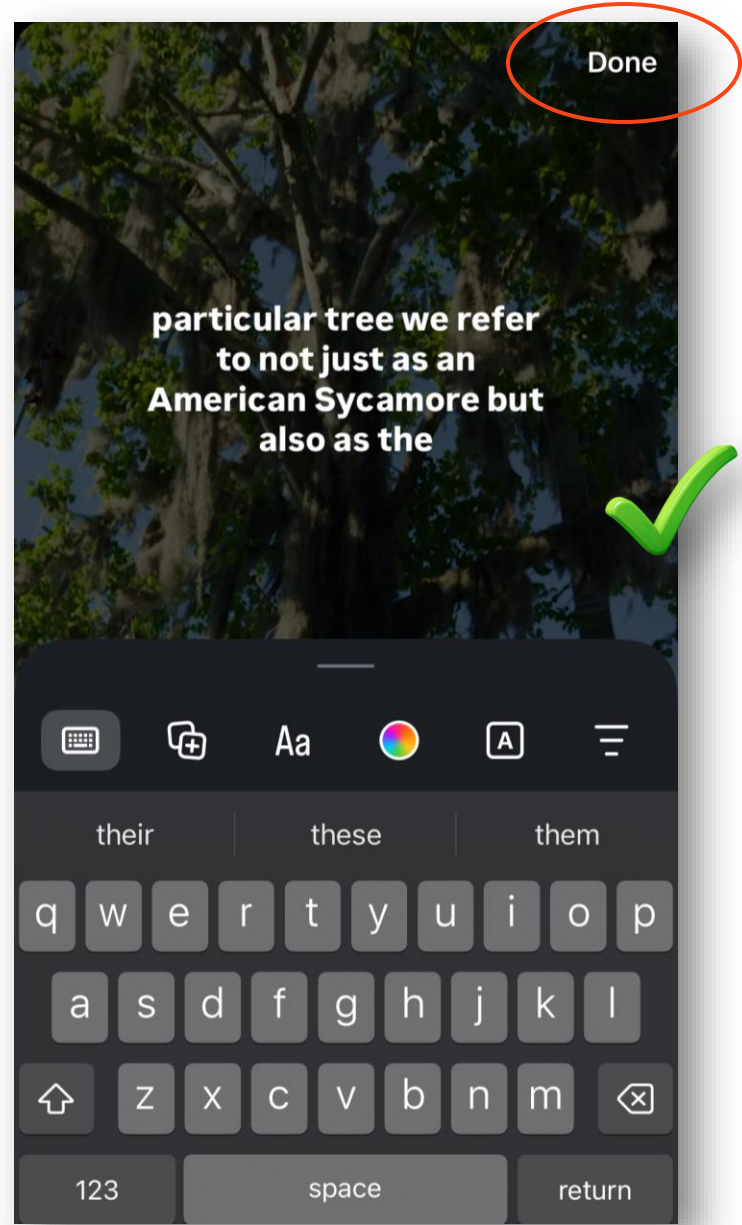 Done
particular tree we refer
to not just as an
American Sycamore but
also as the
Aa
A
their these them
q w e r t y u i o p
a s d f g h j k l
z x c v b n m
123 space return